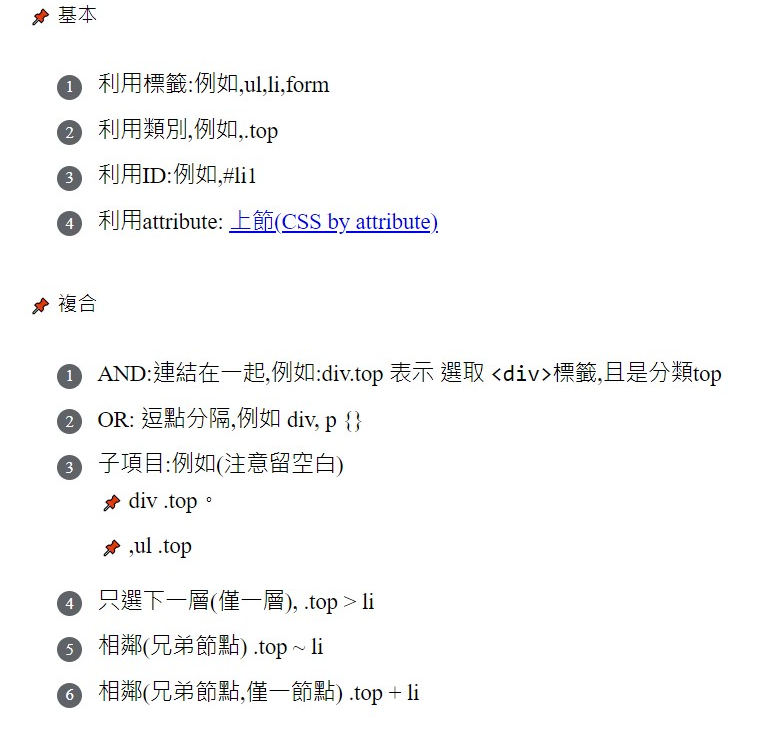 基本
1 利用標籤:例如,ul,li,form
2 利用類別,例如,.top
3 利用ID:例如,#li1
4 利用attribute: 上節(CSS by attribute)
複合
1 AND:連結在一起,例如:div.top 表示 選取 <div>標籤,且是分類top
2 OR: 逗點分隔,例如 div, p {}
3 子項目:例如(注意留空白)
div .top。
,ul .top
4 只選下一層(僅一層), .top > li
5 相鄰(兄弟節點) .top ~ li
6 相鄰(兄弟節點,僅一節點) .top + li